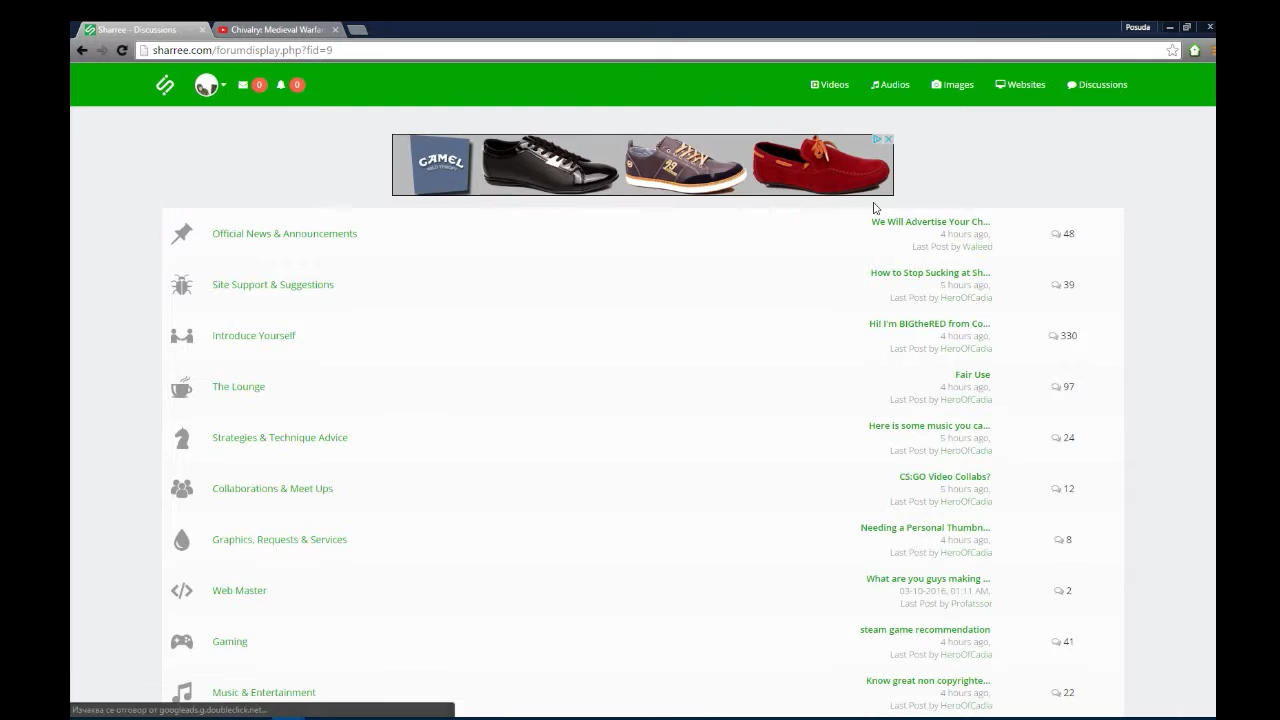 Sharree - Discussions
Chivalry: Medieval Warfar
Posuda
sharree.com/forumdisplay.php?fid=9
0
0
Videos
Audios
Images
Websites
Discussions
CAMEL
Official News & Announcements
We Will Advertise Your Ch...
4 hours ago,
Last Post by Waleed
48
Site Support & Suggestions
How to Stop Sucking at Sh...
5 hours ago,
Last Post by HeroOfCadia
39
Introduce Yourself
Hi! I'm BIGtheRED from Co...
4 hours ago,
Last Post by HeroOfCadia
330
The Lounge
Fair Use
4 hours ago,
Last Post by HeroOfCadia
97
Strategies & Technique Advice
Here is some music you ca...
5 hours ago,
Last Post by HeroOfCadia
24
Collaborations & Meet Ups
CS:GO Video Collabs?
5 hours ago,
Last Post by HeroOfCadia
12
Graphics, Requests & Services
Needing a Personal Thumbn...
4 hours ago,
Last Post by HeroOfCadia
8
Web Master
What are you guys making ...
03-10-2016, 01:11 AM,
Last Post by Profatssor
2
Gaming
steam game recommendation
4 hours ago,
Last Post by HeroOfCadia
41
Music & Entertainment
Know great non copyrighte...
4 hours ago,
Last Post by HeroOfCadia
22
Изчаква се отговор от googleads.g.doubleclick.net...